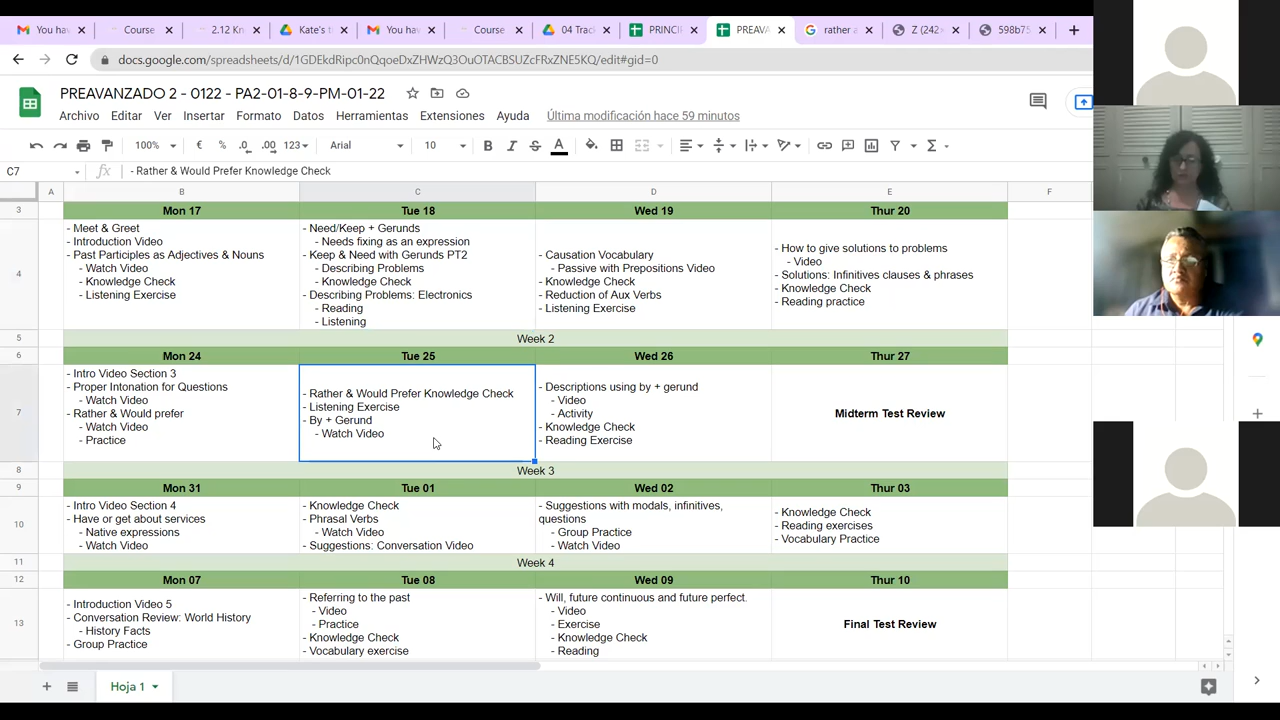 You hav
Course
2.12 Kn
Kate's t
You hav
Course
04 Track
PRINCI
PREAVA
rather a
Z (242×
598b75
docs.google.com/spreadsheets/d/1GDEkdRipc0nQqoeDxZHWzQ3OuOTACBSUZcFRxZNE5KQ/edit#gid=0
PREAVANZADO 2 - 0122 - PA2-01-8-9-PM-01-22
Archivo Editar Ver Insertar Formato Datos Herramientas Extensiones Ayuda Última modificación hace 59 minutos
100% € % .0 .00 123 Arial 10 B I S A
C7 fx - Rather & Would Prefer Knowledge Check
A B C D E F
3 Mon 17 Tue 18 Wed 19 Thur 20
4
- Meet & Greet
- Introduction Video
- Past Participles as Adjectives & Nouns
- Watch Video
- Knowledge Check
- Listening Exercise
- Need/Keep + Gerunds
- Needs fixing as an expression
- Keep & Need with Gerunds PT2
- Describing Problems
- Knowledge Check
- Describing Problems: Electronics
- Reading
- Listening
- Causation Vocabulary
- Passive with Prepositions Video
- Knowledge Check
- Reduction of Aux Verbs
- Listening Exercise
- How to give solutions to problems
- Video
- Solutions: Infinitives clauses & phrases
- Knowledge Check
- Reading practice
5 Week 2
6 Mon 24 Tue 25 Wed 26 Thur 27
7
- Intro Video Section 3
- Proper Intonation for Questions
- Watch Video
- Rather & Would prefer
- Watch Video
- Practice
- Rather & Would Prefer Knowledge Check
- Listening Exercise
- By + Gerund
- Watch Video
- Descriptions using by + gerund
- Video
- Activity
- Knowledge Check
- Reading Exercise
Midterm Test Review
8 Week 3
9 Mon 31 Tue 01 Wed 02 Thur 03
10
- Intro Video Section 4
- Have or get about services
- Native expressions
- Watch Video
- Knowledge Check
- Phrasal Verbs
- Watch Video
- Suggestions: Conversation Video
- Suggestions with modals, infinitives,
questions
- Group Practice
- Watch Video
- Knowledge Check
- Reading exercises
- Vocabulary Practice
11 Week 4
12 Mon 07 Tue 08 Wed 09 Thur 10
13
- Introduction Video 5
- Conversation Review: World History
- History Facts
- Group Practice
- Referring to the past
- Video
- Practice
- Knowledge Check
- Vocabulary exercise
- Will, future continuous and future perfect.
- Video
- Exercise
- Knowledge Check
- Reading
Final Test Review
Hoja 1